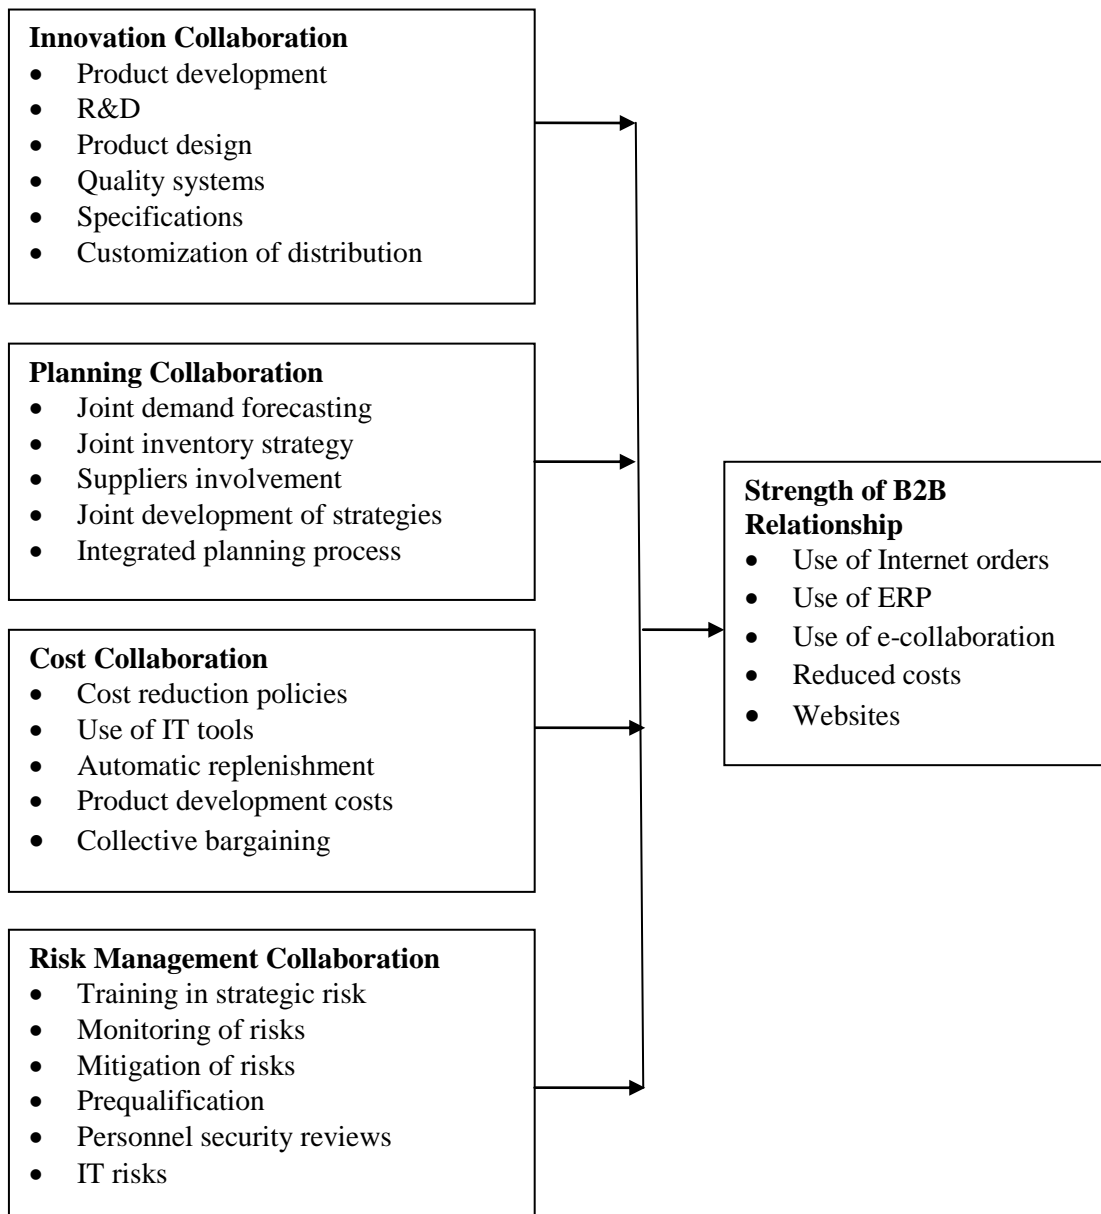 Innovation Collaboration
• Product development
• R&D
• Product design
• Quality systems
• Specifications
• Customization of distribution
Planning Collaboration
• Joint demand forecasting
• Joint inventory strategy
• Suppliers involvement
• Joint development of strategies
• Integrated planning process
Cost Collaboration
• Cost reduction policies
• Use of IT tools
• Automatic replenishment
• Product development costs
• Collective bargaining
Risk Management Collaboration
• Training in strategic risk
• Monitoring of risks
• Mitigation of risks
• Prequalification
• Personnel security reviews
• IT risks
Strength of B2B
Relationship
• Use of Internet orders
• Use of ERP
• Use of e-collaboration
• Reduced costs
• Websites